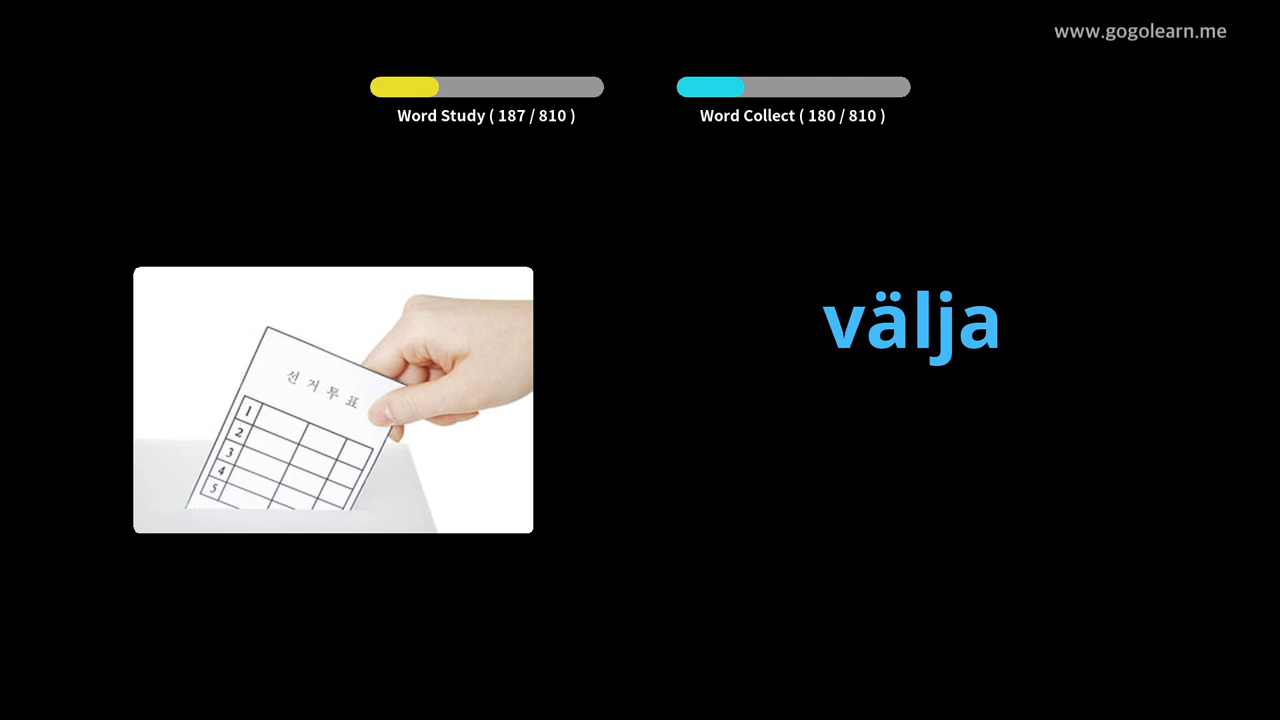 www.gogolearn.me
Word Study ( 187 / 810 )
Word Collect ( 180 / 810 )
välja
선거투표
1
2
3
4
5